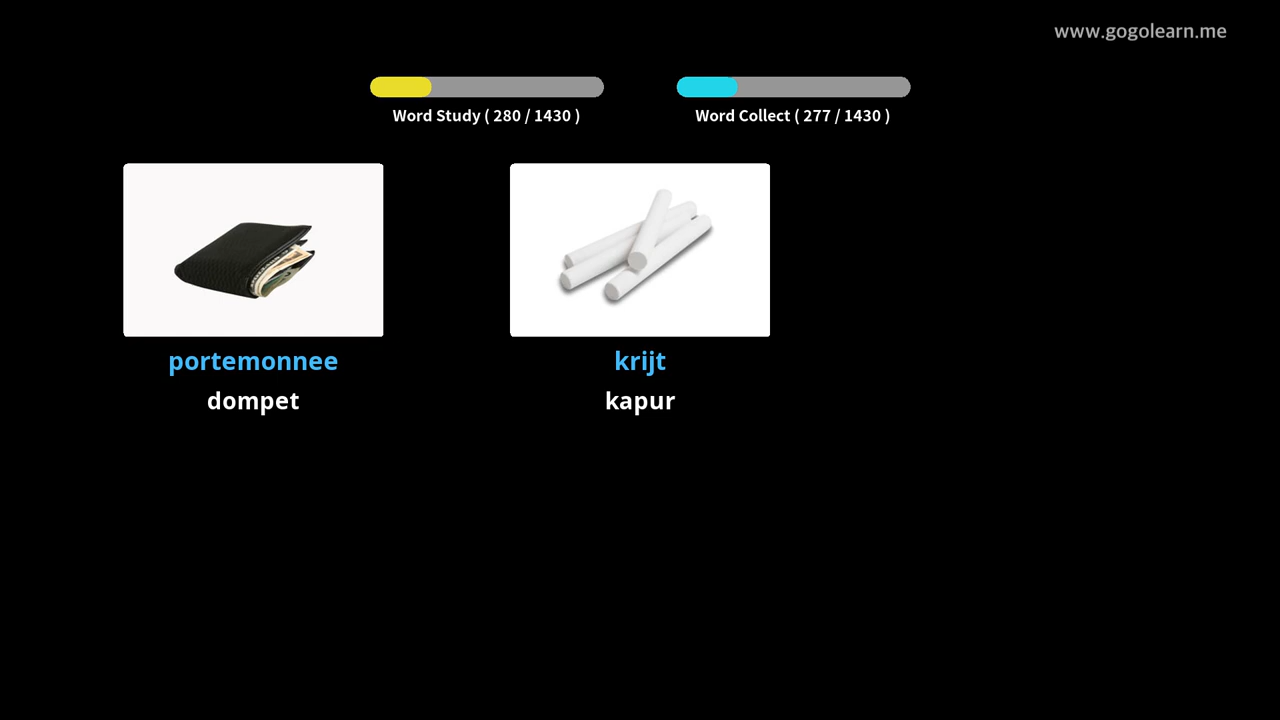 www.gogolearn.me
Word Study ( 280 / 1430 )
Word Collect ( 277 / 1430 )
portemonnee
dompet
krijt
kapur